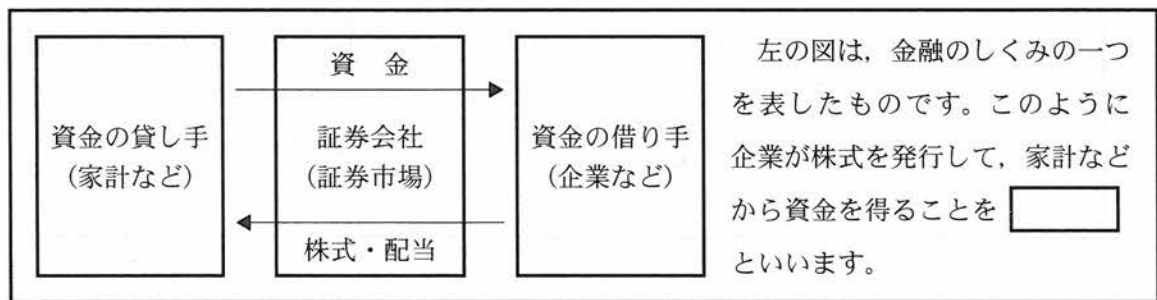 資金の貸し手
(家計など)
資　金
証券会社
(証券市場)
株式・配当
資金の借り手
(企業など)
左の図は，金融のしくみの一つ
を表したものです。このように
企業が株式を発行して，家計など
から資金を得ることを
といいます。